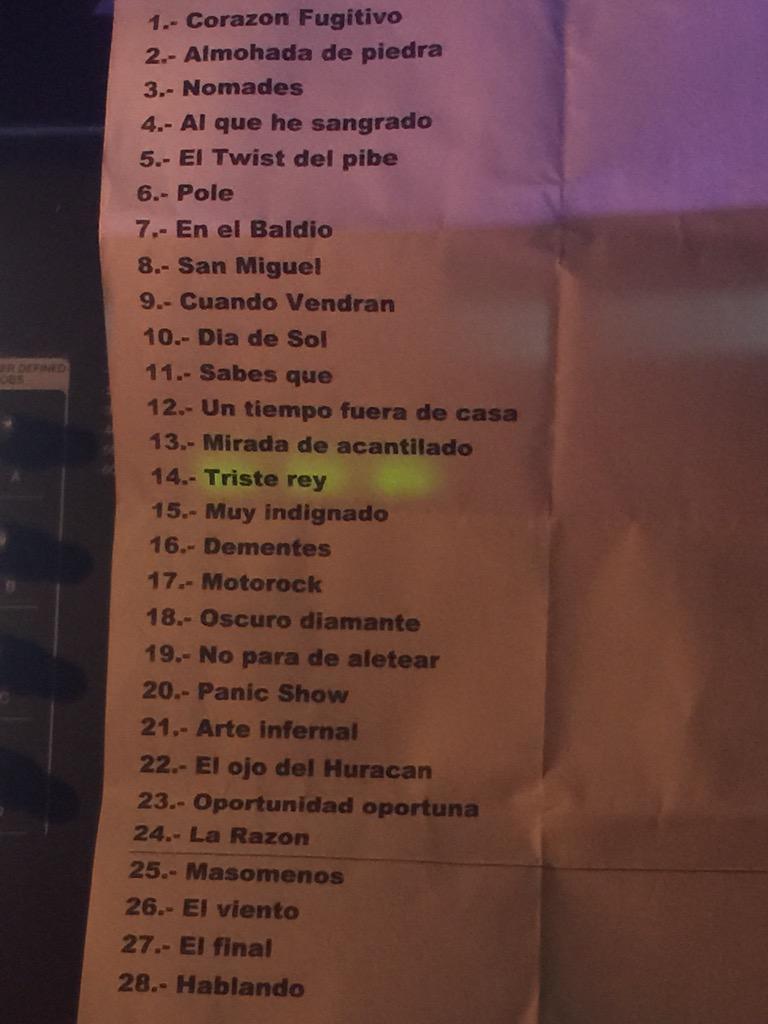 1.- Corazon Fugitivo
2.- Almohada de piedra
3.- Nomades
4.- Al que he sangrado
5.- El Twist del pibe
6.- Pole
7.- En el Baldio
8.- San Miguel
9.- Cuando Vendran
10.- Dia de Sol
11.- Sabes que
12.- Un tiempo fuera de casa
13.- Mirada de acantilado
14.- Triste rey
15.- Muy indignado
16.- Dementes
17.- Motorock
18.- Oscuro diamante
19.- No para de aletear
20.- Panic Show
21.- Arte infernal
22.- El ojo del Huracan
23.- Oportunidad oportuna
24.- La Razon
25.- Masomenos
26.- El viento
27.- El final
28.- Hablando
DEFINED
A
B